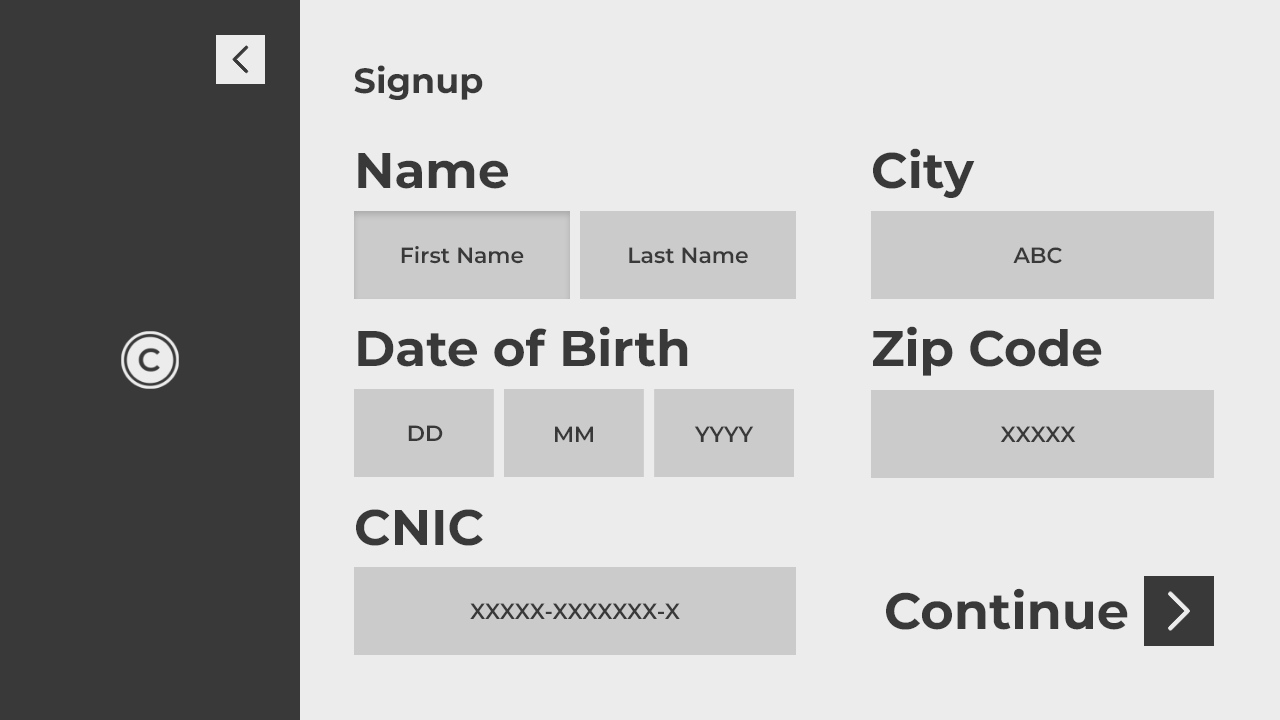 C
Signup
Name
First Name
Last Name
Date of Birth
DD
MM
YYYY
CNIC
XXXXX-XXXXXXX-X
City
ABC
Zip Code
XXXXX
Continue